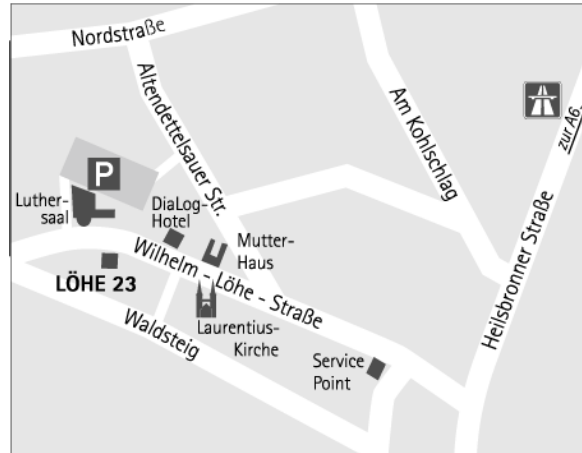 Nordstraße
Altendettelsauer Str.
Am Kohlschlag
zur A6
Heilsbronner Straße
P
Luther-
saal
DiaLog-
Hotel
Mutter-
Haus
Wilhelm - Löhe - Straße
LÖHE 23
Laurentius-
Kirche
Waldsteig
Service
Point